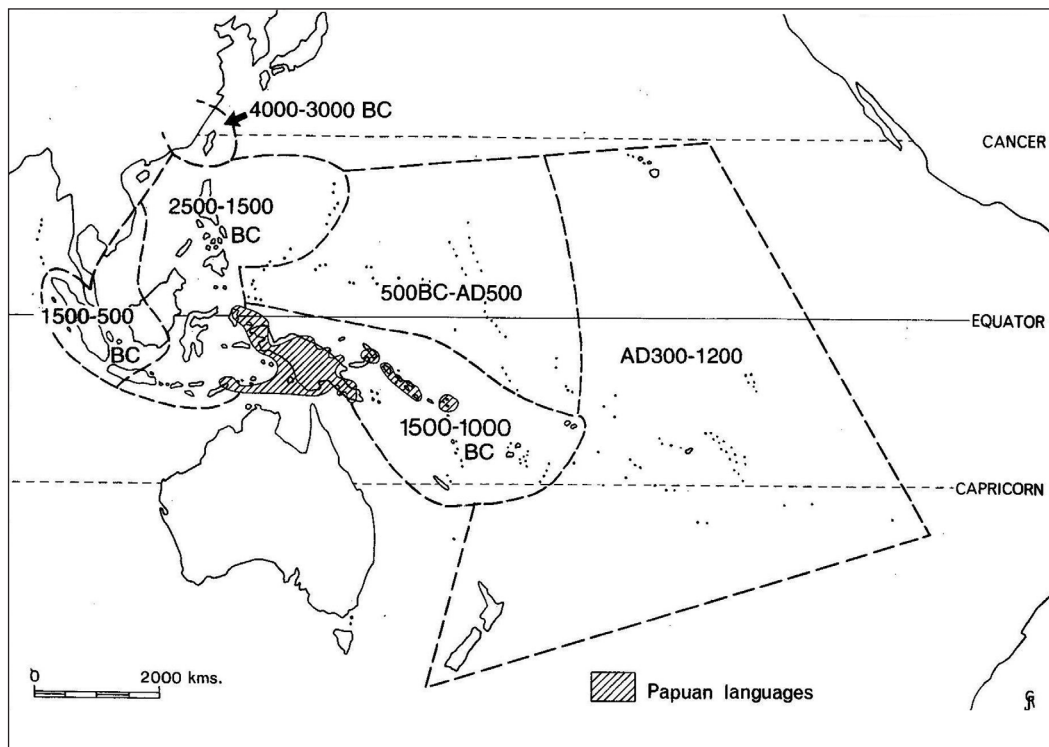 4000-3000 BC
CANCER
2500-1500
BC
500BC-AD500
1500-500
BC
EQUATOR
AD300-1200
1500-1000
BC
CAPRICORN
0
2000 kms.
Papuan languages